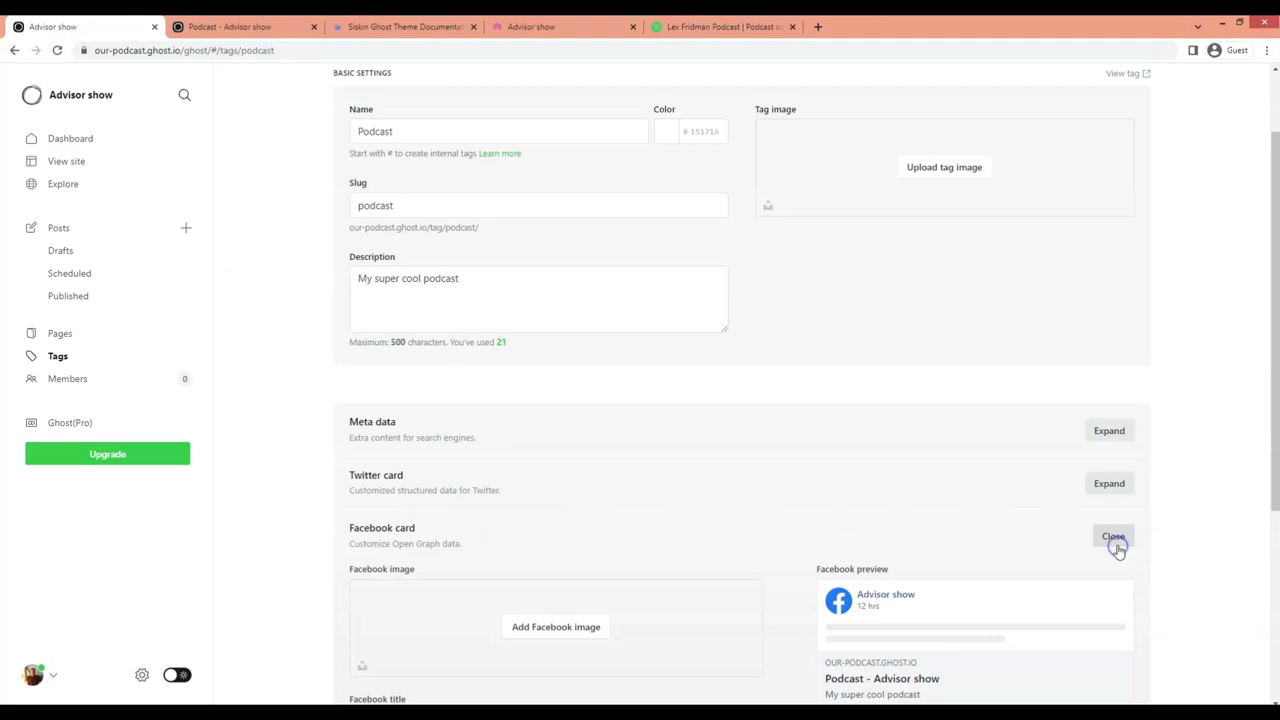 Advisor show
Podcast - Advisor show
Siskin Ghost Theme Documentat
Advisor show
Lex Fridman Podcast | Podcast o
our-podcast.ghost.io/ghost/#/tags/podcast
Guest
Advisor show
Dashboard
View site
Explore
Posts
Drafts
Scheduled
Published
Pages
Tags
Members
0
Ghost(Pro)
Upgrade
BASIC SETTINGS
View tag
Name
Color
Tag image
Podcast
# 15171A
Start with # to create internal tags Learn more
Upload tag image
Slug
podcast
our-podcast.ghost.io/tag/podcast/
Description
My super cool podcast
Maximum: 500 characters. You've used 21
Meta data
Expand
Extra content for search engines.
Twitter card
Expand
Customized structured data for Twitter.
Facebook card
Close
Customize Open Graph data.
Facebook image
Facebook preview
Add Facebook image
Advisor show
12 hrs
OUR-PODCAST.GHOST.IO
Podcast - Advisor show
My super cool podcast
Facebook title